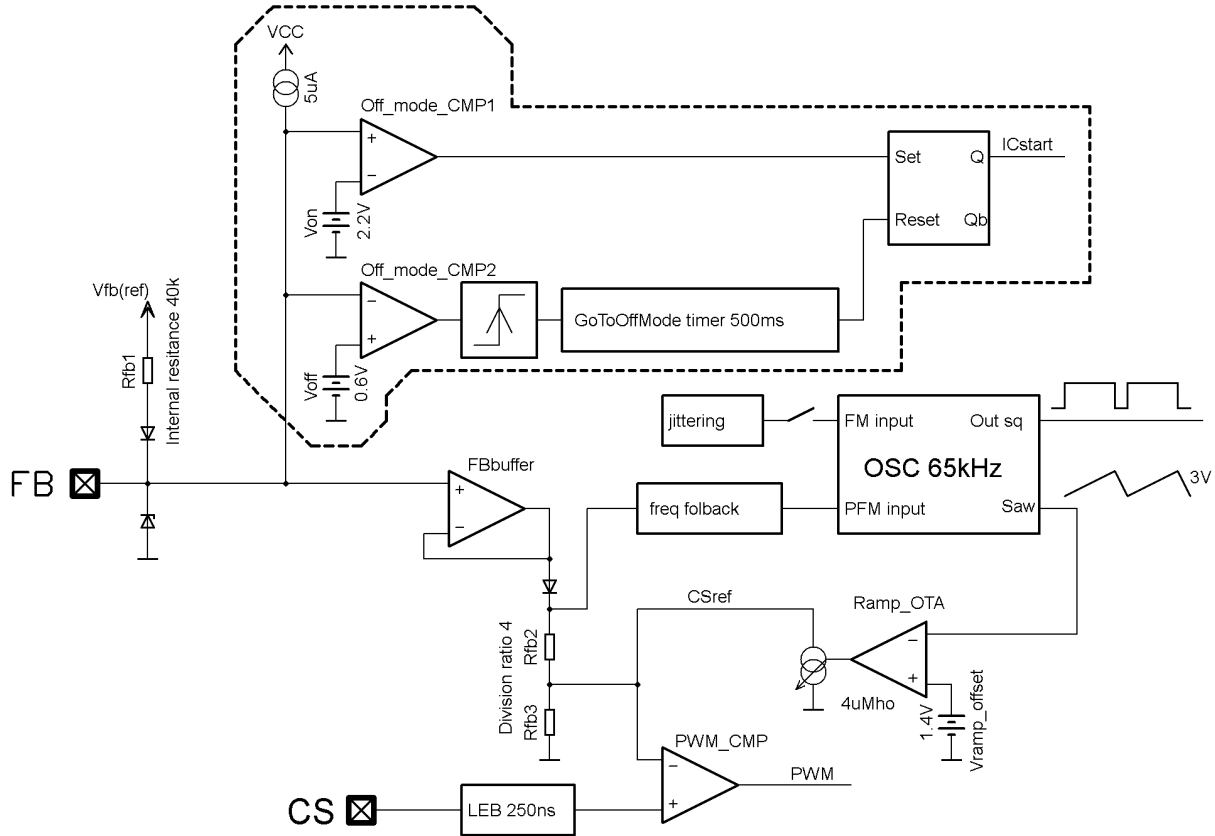 VCC
5uA
Off_mode_CMP1
+
−
Von
2.2V
Set
Q
ICstart
Reset
Qb
Off_mode_CMP2
−
+
Voff
0.6V
GoToOffMode timer 500ms
Vfb(ref)
Rfb1
Internal resitance 40k
FB
FBbuffer
+
−
jittering
FM input
Out sq
OSC 65kHz
freq folback
PFM input
Saw
3V
CSref
Ramp_OTA
−
+
4uMho
1.4V
Vramp_offset
Division ratio 4
Rfb2
Rfb3
PWM_CMP
−
+
PWM
CS
LEB 250ns